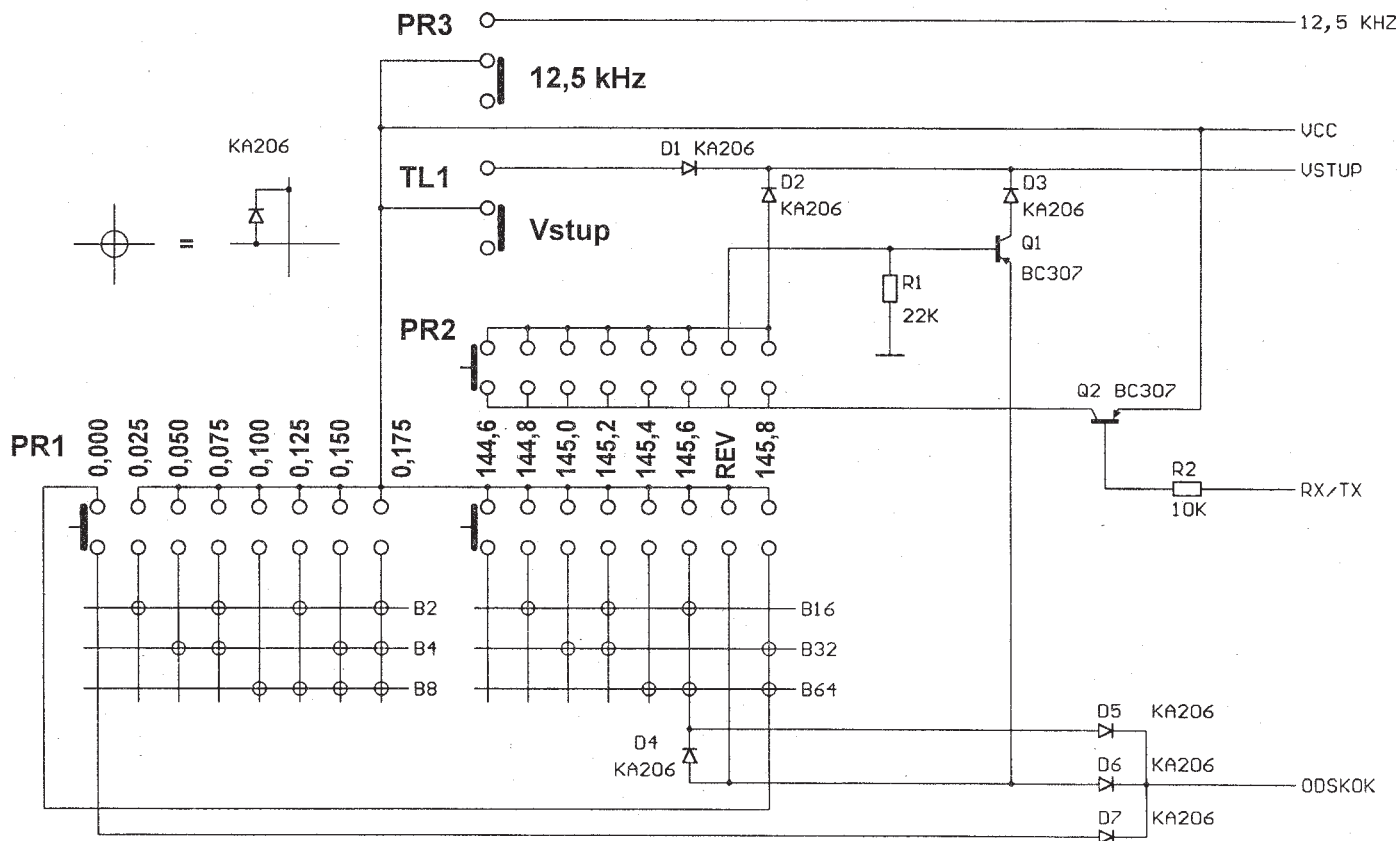 PR3
12,5 KHZ
12,5 kHz
KA206
=
VCC
D1 KA206
VSTUP
TL1
D2
KA206
D3
KA206
Vstup
Q1
BC307
R1
22K
PR2
Q2 BC307
PR1
0,000
0,025
0,050
0,075
0,100
0,125
0,150
0,175
144,6
144,8
145,0
145,2
145,4
145,6
REV
145,8
R2
10K
RX/TX
B2
B16
B4
B32
B8
B64
D4
KA206
D5 KA206
D6 KA206
ODSKOK
D7 KA206